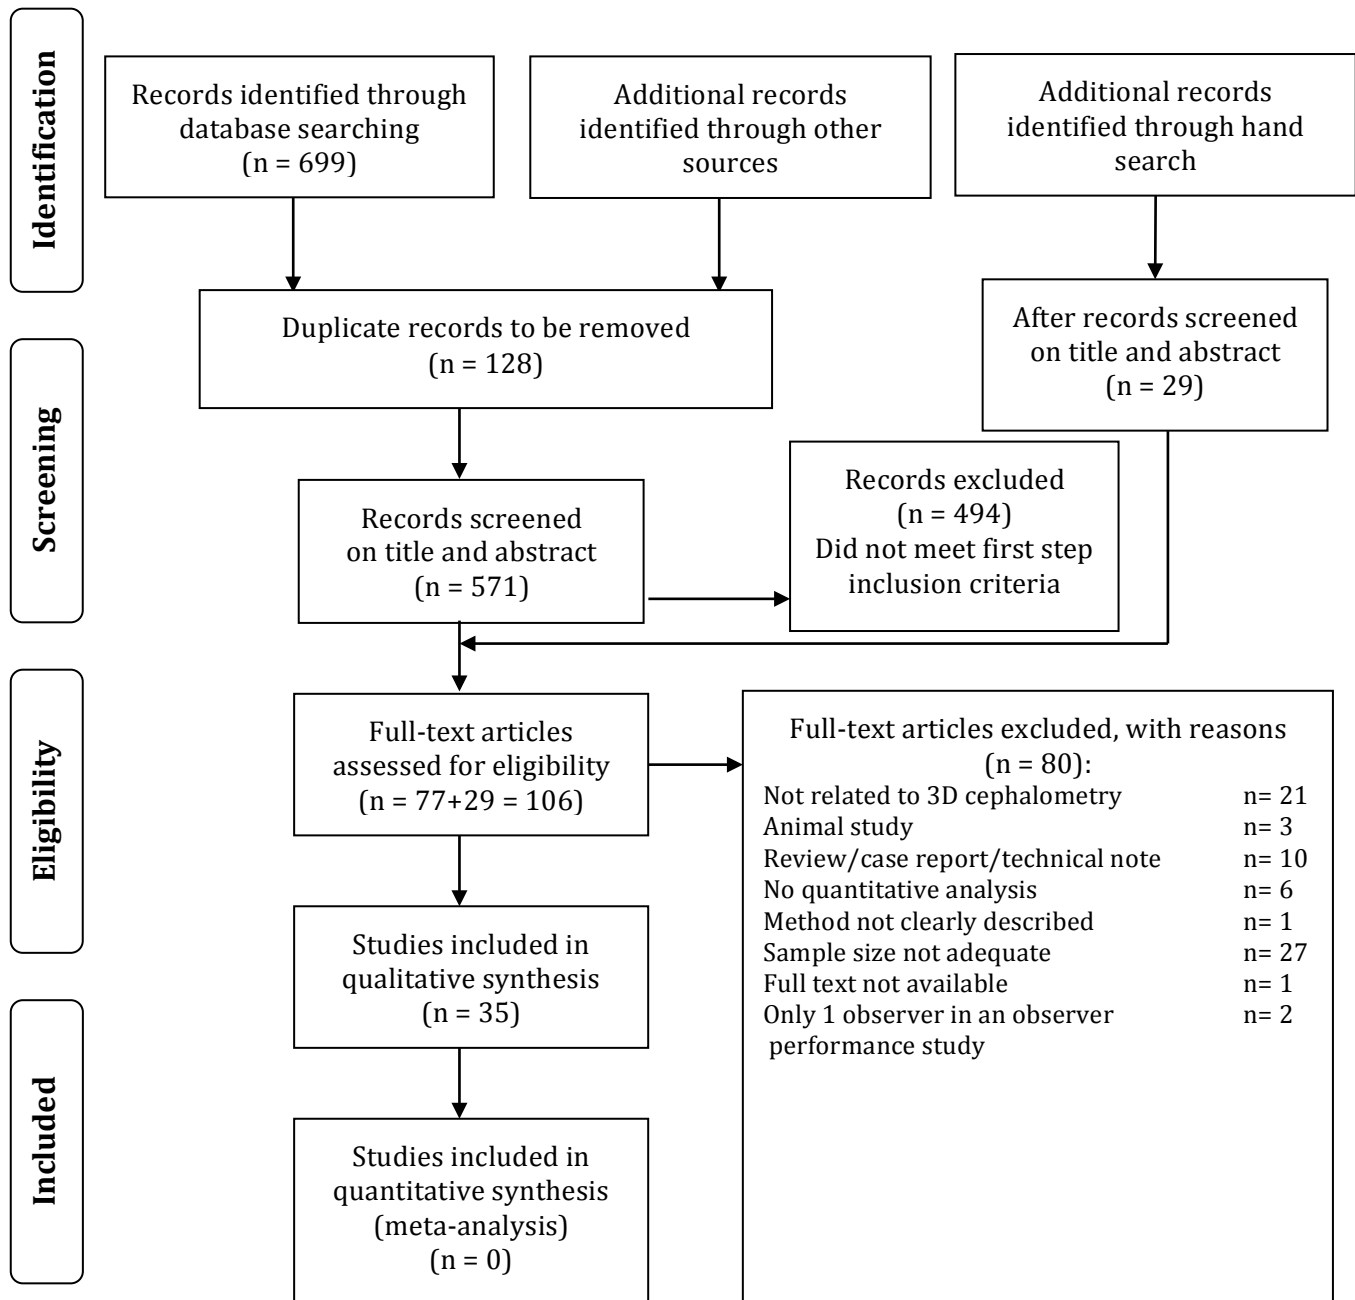 Identification
Records identified through
database searching
(n = 699)
Additional records
identified through other
sources
Additional records
identified through hand
search
Duplicate records to be removed
(n = 128)
After records screened
on title and abstract
(n = 29)
Screening
Records screened
on title and abstract
(n = 571)
Records excluded
(n = 494)
Did not meet first step
inclusion criteria
Eligibility
Full-text articles
assessed for eligibility
(n = 77+29 = 106)
Full-text articles excluded, with reasons
(n = 80):
Not related to 3D cephalometry n= 21
Animal study n= 3
Review/case report/technical note n= 10
No quantitative analysis n= 6
Method not clearly described n= 1
Sample size not adequate n= 27
Full text not available n= 1
Only 1 observer in an observer n= 2
performance study
Studies included in
qualitative synthesis
(n = 35)
Included
Studies included in
quantitative synthesis
(meta-analysis)
(n = 0)